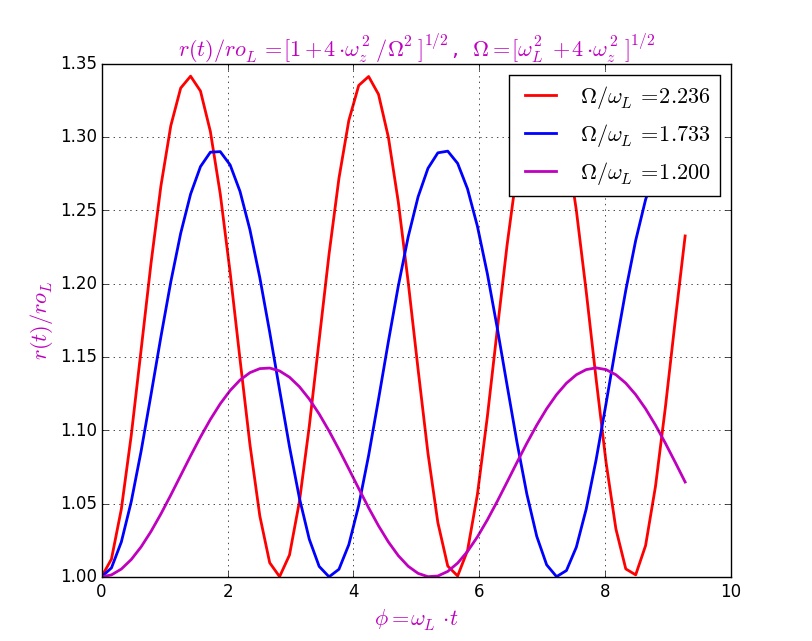 r(t)/ro_L = [1+4·ω_z^2/Ω^2]^{1/2}, Ω=[ω_L^2+4·ω_z^2]^{1/2}
Ω/ω_L =2.236
Ω/ω_L =1.733
Ω/ω_L =1.200
r(t)/ro_L
1.35
1.30
1.25
1.20
1.15
1.10
1.05
1.00
0 2 4 6 8 10
ϕ=ω_L ·t